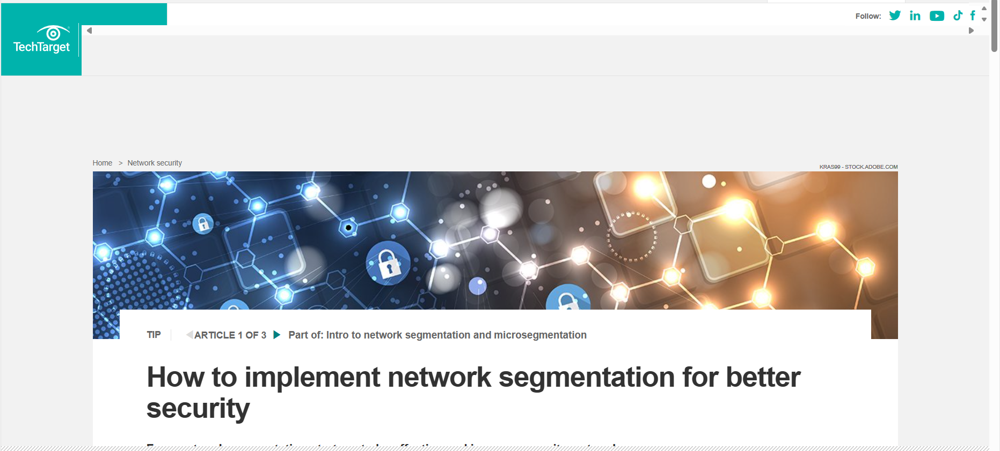 Follow:
TechTarget
Home > Network security
KRAS99 - STOCK.ADOBE.COM
TIP
ARTICLE 1 OF 3
Part of: Intro to network segmentation and microsegmentation
How to implement network segmentation for better
security